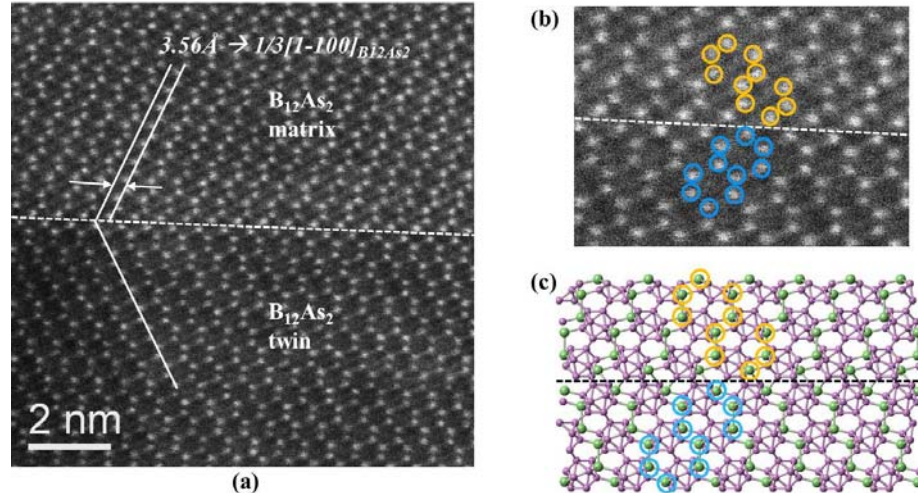 3.56Å → 1/3[1-100]B12As2
B12As2
matrix
B12As2
twin
2 nm
(a)
(b)
(c)